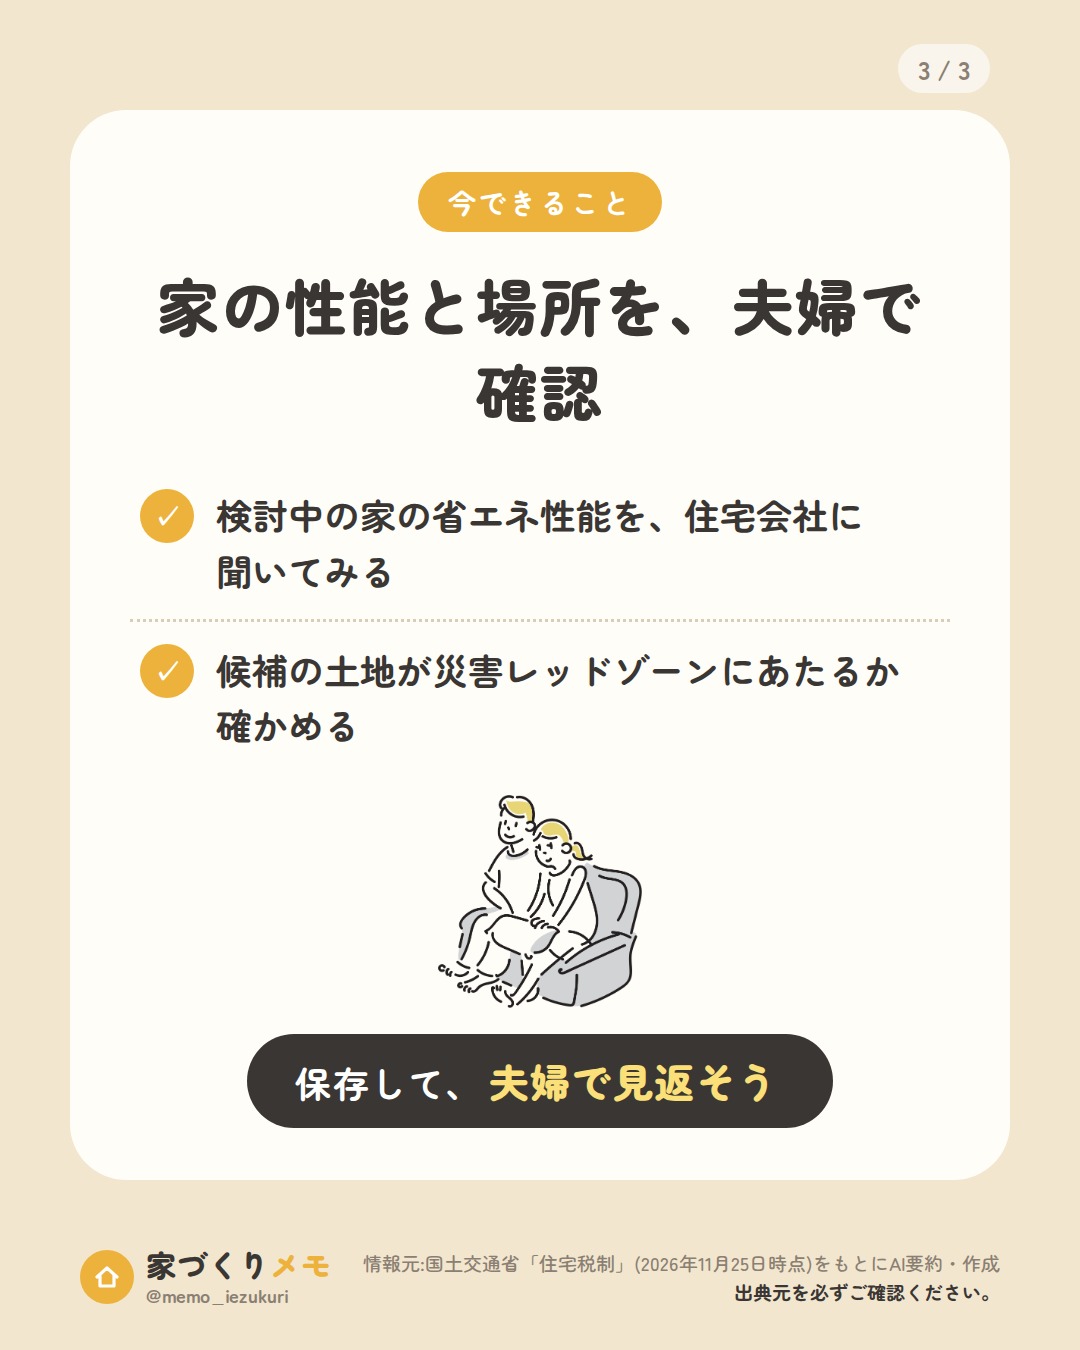 3 / 3
今できること
家の性能と場所を、夫婦で
確認
検討中の家の省エネ性能を、住宅会社に
聞いてみる
候補の土地が災害レッドゾーンにあたるか
確かめる
保存して、夫婦で見返そう
家づくりメモ
@memo_iezukuri
情報元:国土交通省「住宅税制」(2026年11月25日時点)をもとにAI要約・作成
出典元を必ずご確認ください。